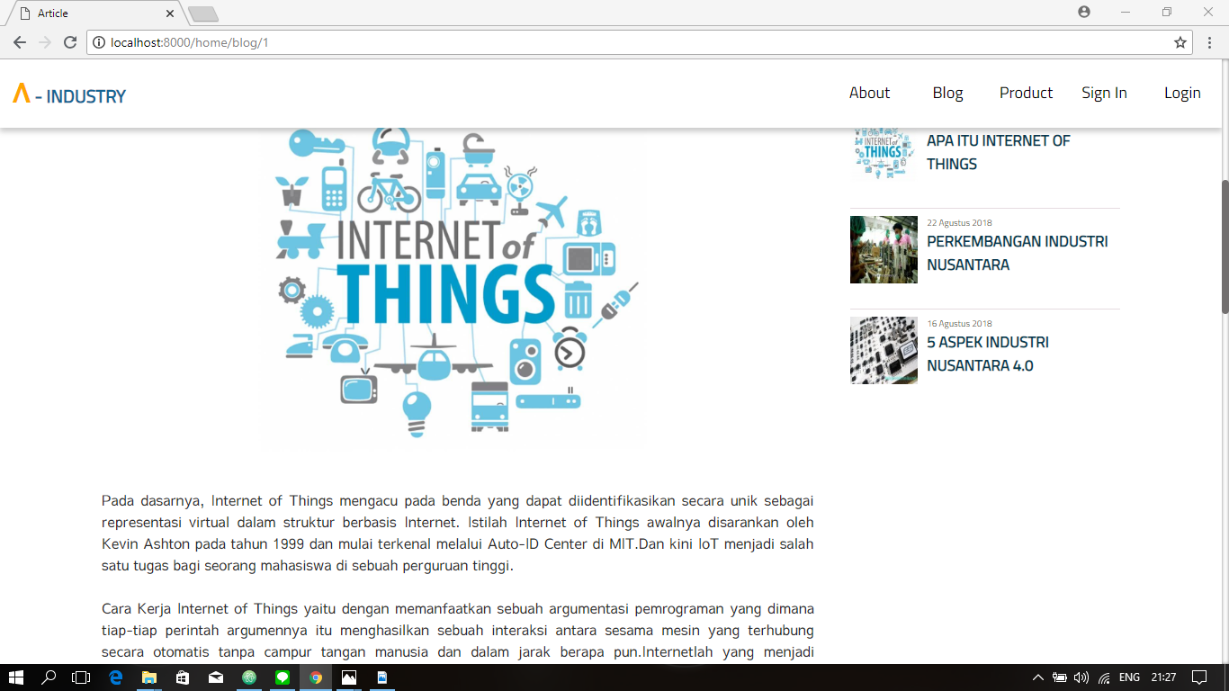 Article
localhost:8000/home/blog/1
Λ - INDUSTRY
About Blog Product Sign In Login
INTERNET of
THINGS
INTERNET of
THINGS
APA ITU INTERNET OF
THINGS
22 Agustus 2018
PERKEMBANGAN INDUSTRI
NUSANTARA
16 Agustus 2018
5 ASPEK INDUSTRI
NUSANTARA 4.0
Pada dasarnya, Internet of Things mengacu pada benda yang dapat diidentifikasikan secara unik sebagai
representasi virtual dalam struktur berbasis Internet. Istilah Internet of Things awalnya disarankan oleh
Kevin Ashton pada tahun 1999 dan mulai terkenal melalui Auto-ID Center di MIT.Dan kini IoT menjadi salah
satu tugas bagi seorang mahasiswa di sebuah perguruan tinggi.
Cara Kerja Internet of Things yaitu dengan memanfaatkan sebuah argumentasi pemrograman yang dimana
tiap-tiap perintah argumennya itu menghasilkan sebuah interaksi antara sesama mesin yang terhubung
secara otomatis tanpa campur tangan manusia dan dalam jarak berapa pun.Internetlah yang menjadi
ENG 21:27